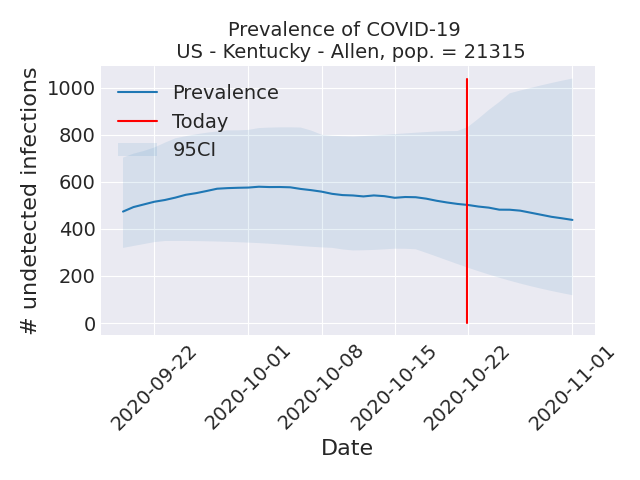 Prevalence of COVID-19
US - Kentucky - Allen, pop. = 21315
# undetected infections
1000
800
600
400
200
0
Prevalence
Today
95CI
2020-09-22
2020-10-01
2020-10-08
2020-10-15
2020-10-22
2020-11-01
Date